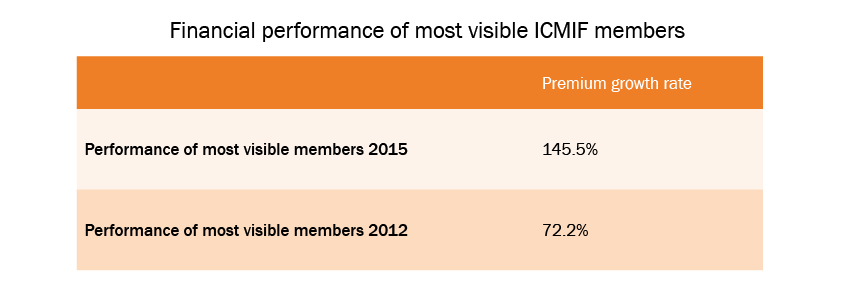 Financial performance of most visible ICMIF members
Premium growth rate
Performance of most visible members 2015 145.5%
Performance of most visible members 2012 72.2%